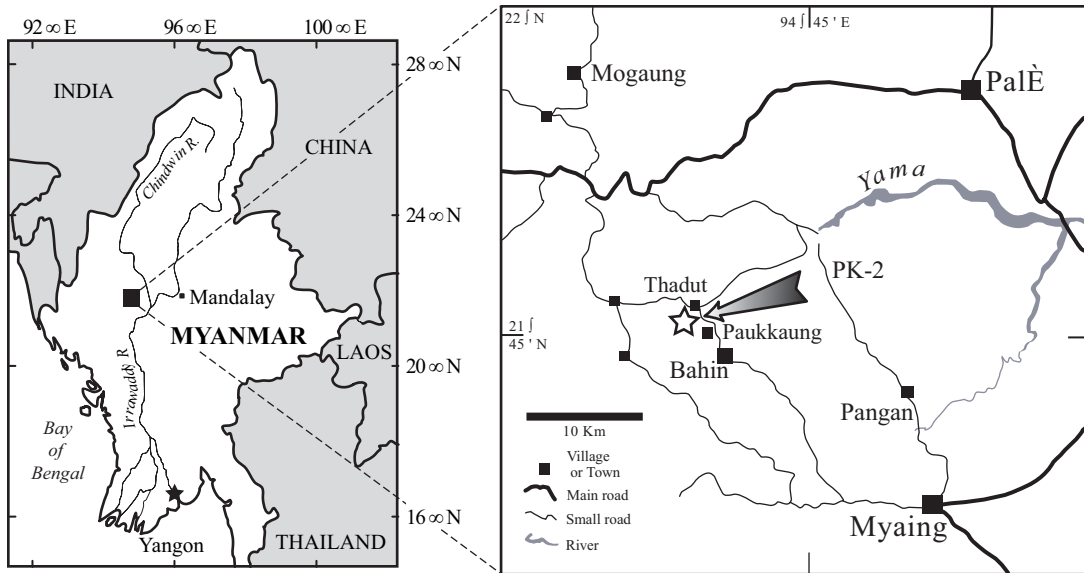 92 ∞ E
96 ∞ E
100 ∞ E
28 ∞ N
INDIA
CHINA
Chindwin R.
24 ∞ N
Mandalay
MYANMAR
LAOS
20 ∞ N
Irrawaddy R
Bay
of
Bengal
16 ∞ N
Yangon
THAILAND
22 ∫ N
94 ∫ 45 ' E
Mogaung
PalÈ
Yama
PK-2
Thadut
Paukkaung
21 ∫
45 ' N
Bahin
Pangan
10 Km
Village
or Town
Main road
Small road
River
Myaing